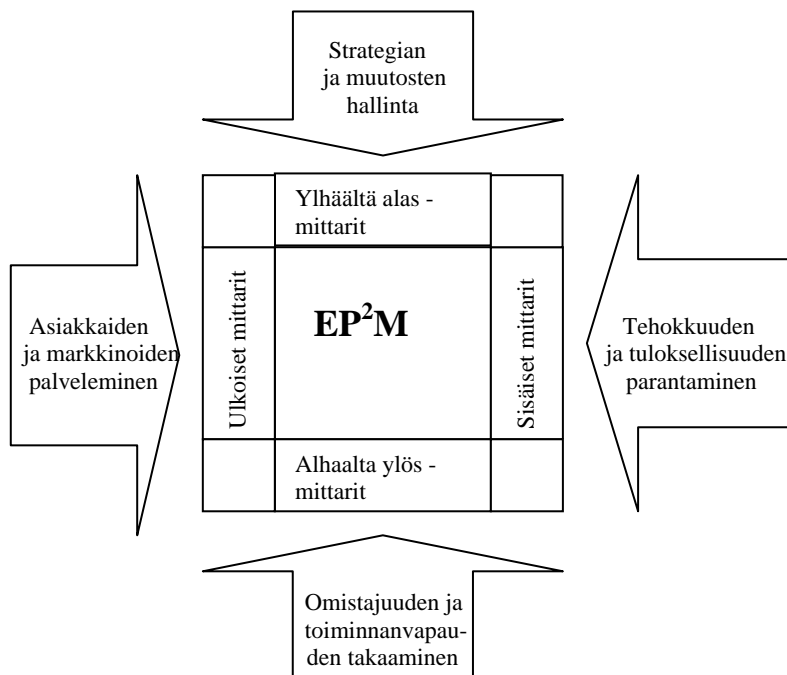 Strategian
ja muutosten
hallinta
Ylhäältä alas -
mittarit
Asiakkaiden
ja markkinoiden
palveleminen
Ulkoiset mittarit
EP²M
Sisäiset mittarit
Tehokkuuden
ja tuloksellisuuden
parantaminen
Alhaalta ylös -
mittarit
Omistajuuden ja
toiminnanvapau-
den takaaminen